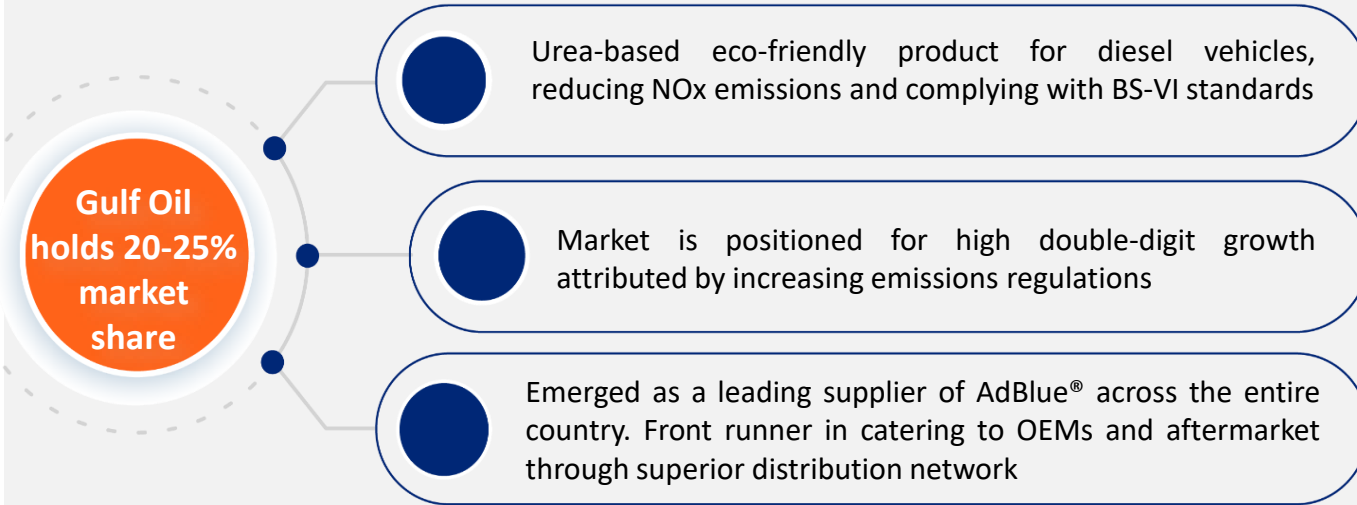 Gulf Oil
holds 20-25%
market
share
Urea-based eco-friendly product for diesel vehicles,
reducing NOx emissions and complying with BS-VI standards
Market is positioned for high double-digit growth
attributed by increasing emissions regulations
Emerged as a leading supplier of AdBlue® across the entire
country. Front runner in catering to OEMs and aftermarket
through superior distribution network